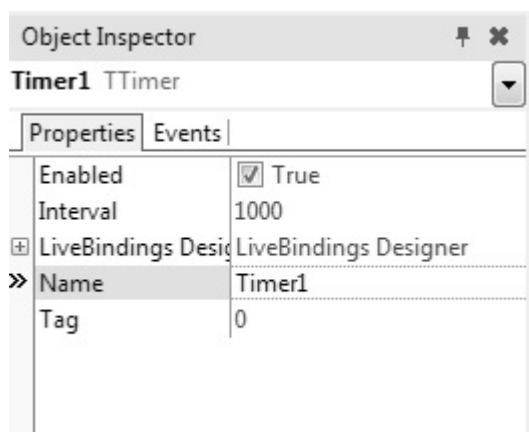 Object Inspector
Timer1 TTimer
Properties Events
Enabled True
Interval 1000
LiveBindings Desig LiveBindings Designer
Name Timer1
Tag 0